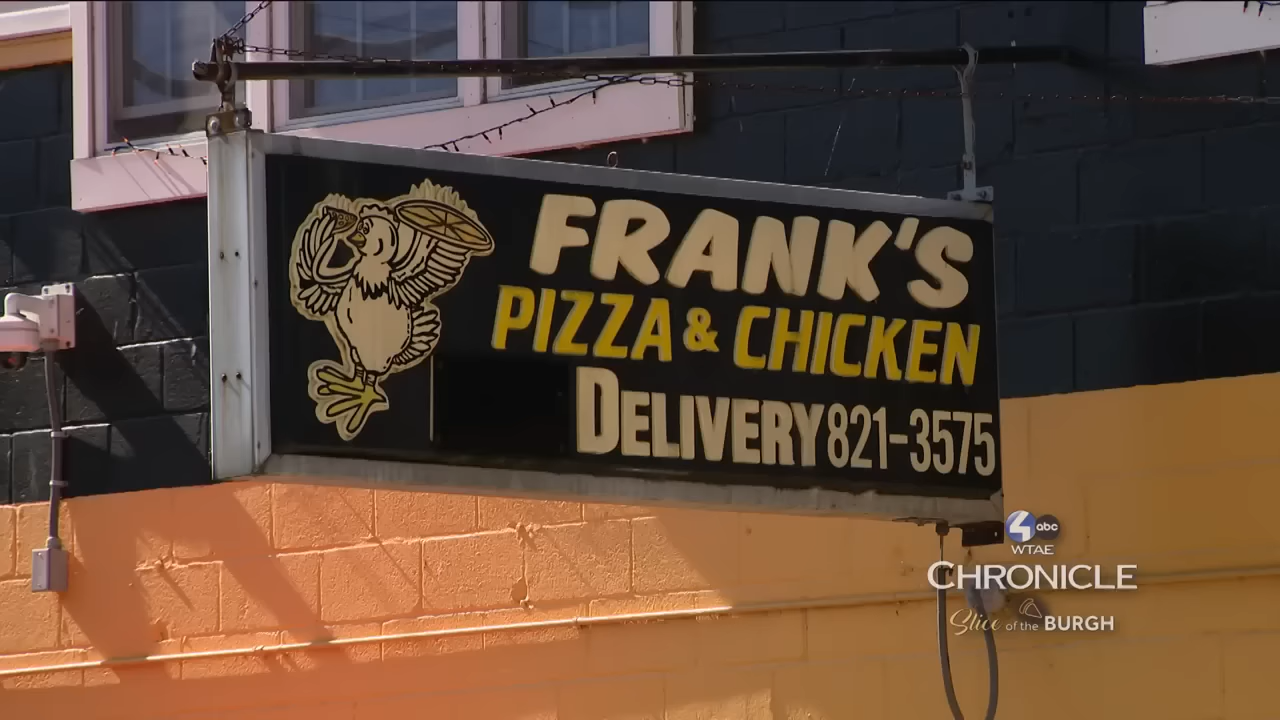 FRANK'S
PIZZA & CHICKEN
DELIVERY 821-3575
4 abc
WTAE
CHRONICLE
Slice of the BURGH